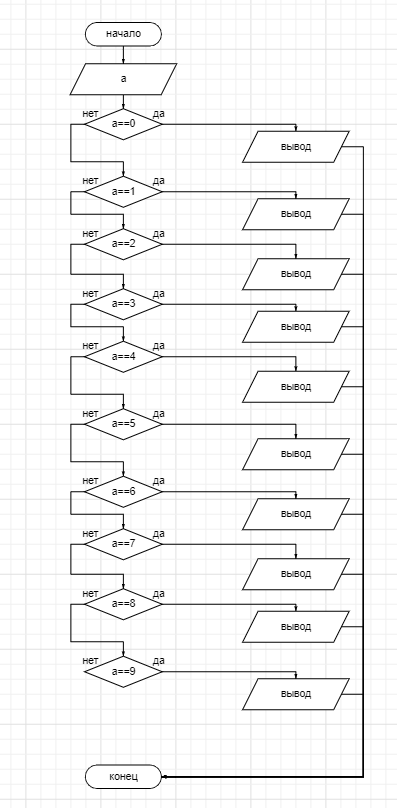 начало
a
нет
да
a==0
вывод
нет
да
a==1
вывод
нет
да
a==2
вывод
нет
да
a==3
вывод
нет
да
a==4
вывод
нет
да
a==5
вывод
нет
да
a==6
вывод
нет
да
a==7
вывод
нет
да
a==8
вывод
нет
да
a==9
вывод
конец